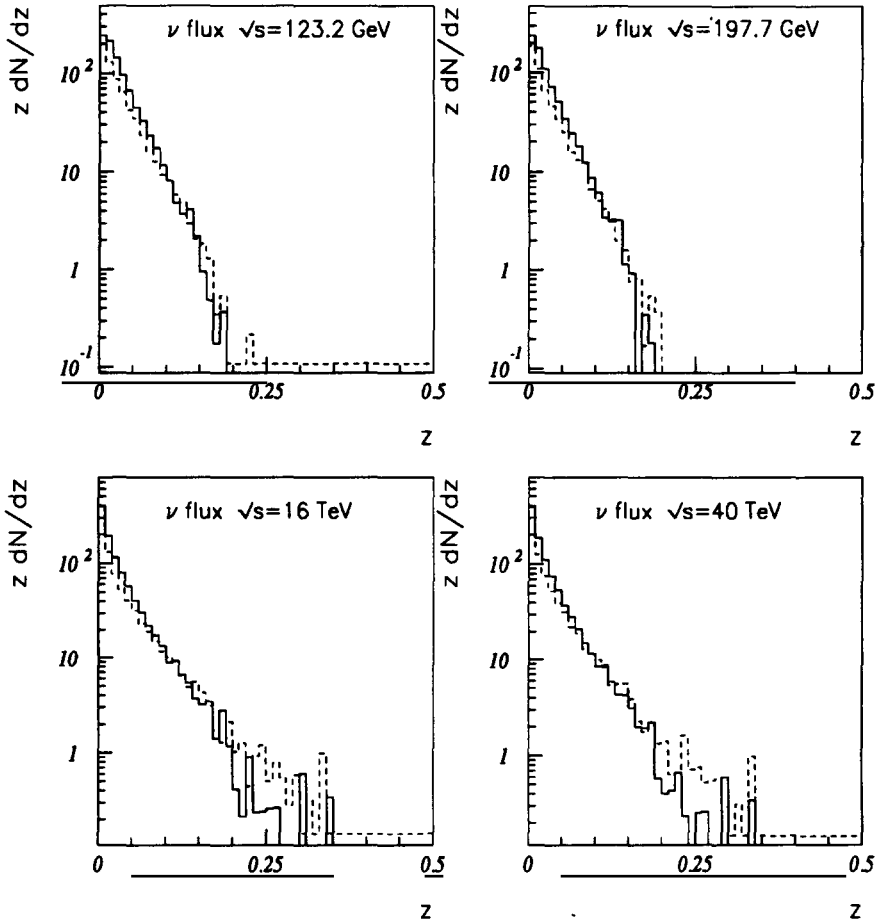 z dN/dz
ν flux √s=123.2 GeV
10²
10
1
10⁻¹
0
0.25
0.5
z
z dN/dz
ν flux √s=197.7 GeV
10²
10
1
10⁻¹
0
0.25
0.5
z
z dN/dz
ν flux √s=16 TeV
10²
10
1
0
0.25
0.5
z
z dN/dz
ν flux √s=40 TeV
10²
10
1
0
0.25
0.5
z